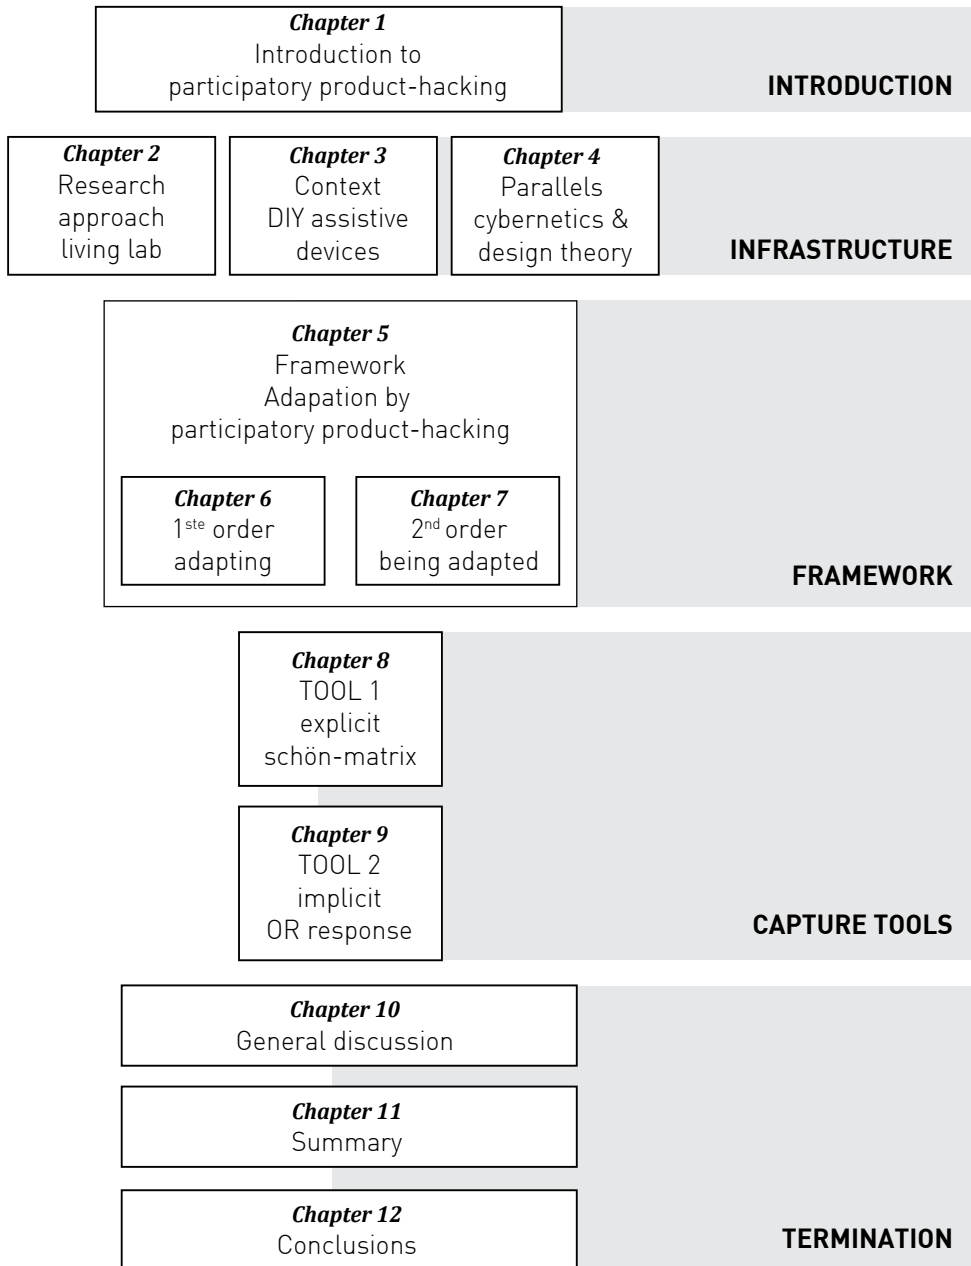 Chapter 1
Introduction to
participatory product-hacking
INTRODUCTION
Chapter 2
Research
approach
living lab
Chapter 3
Context
DIY assistive
devices
Chapter 4
Parallels
cybernetics &
design theory
INFRASTRUCTURE
Chapter 5
Framework
Adapation by
participatory product-hacking
Chapter 6
1ste order
adapting
Chapter 7
2nd order
being adapted
FRAMEWORK
Chapter 8
TOOL 1
explicit
schön-matrix
Chapter 9
TOOL 2
implicit
OR response
CAPTURE TOOLS
Chapter 10
General discussion
Chapter 11
Summary
Chapter 12
Conclusions
TERMINATION